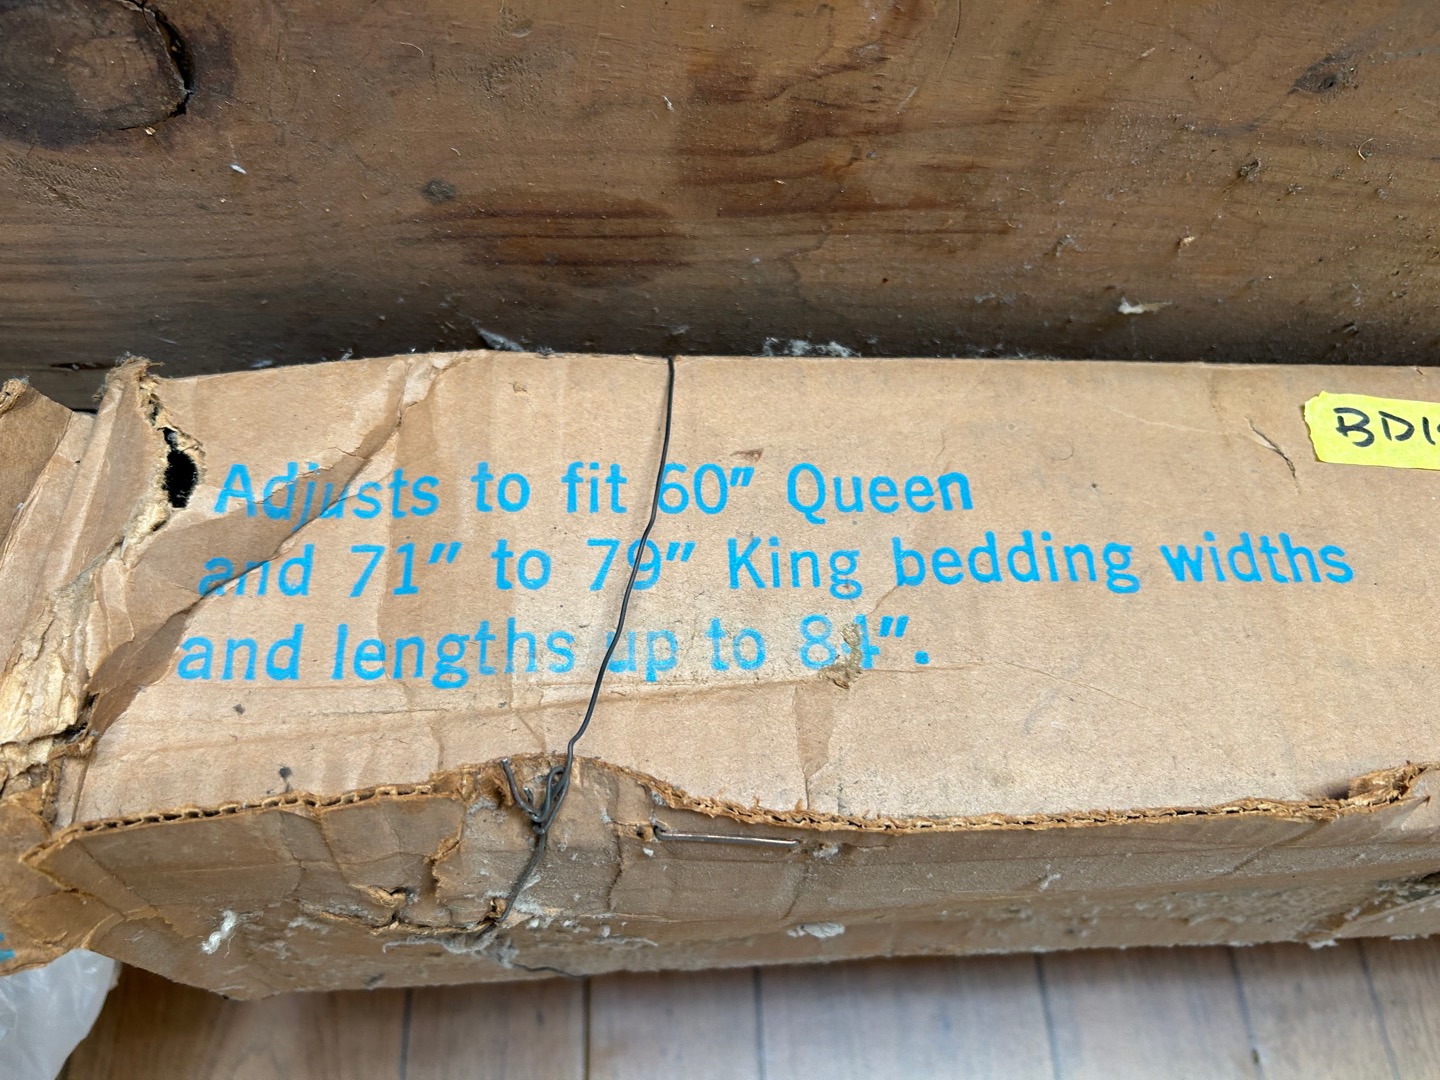 Adjusts to fit 60″ Queen
and 71″ to 79″ King bedding widths
and lengths up to 84″.